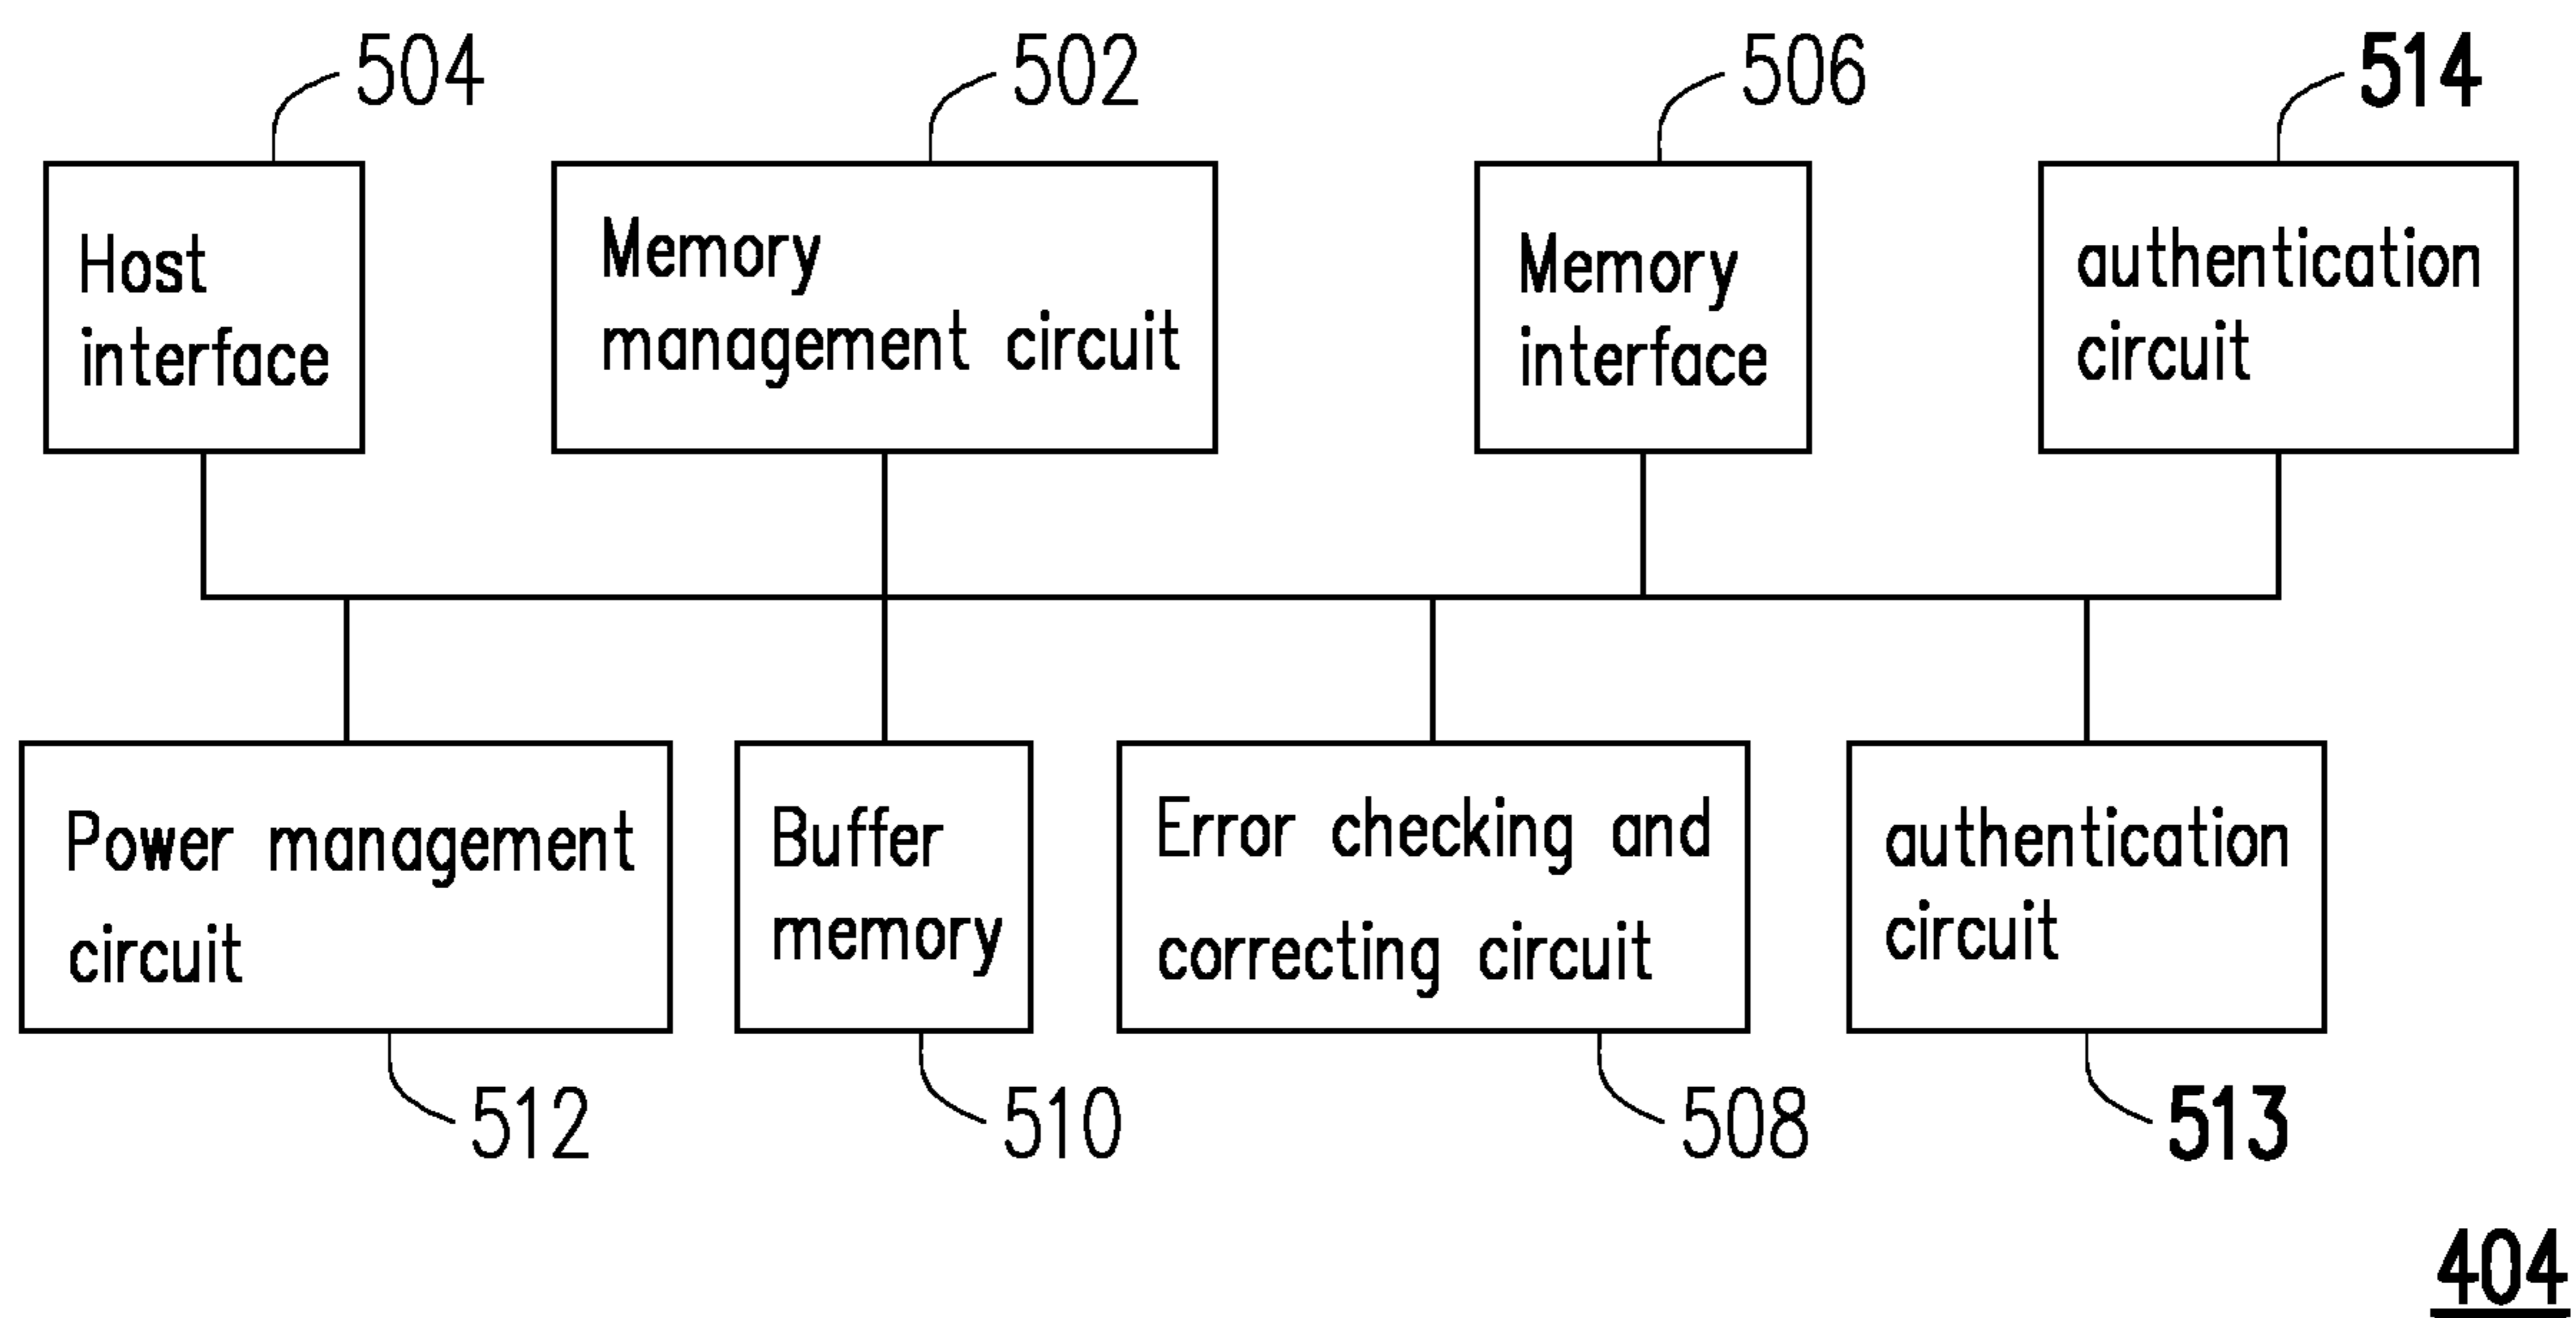 504
502
506
514
Host
interface
Memory
management circuit
Memory
interface
authentication
circuit
Power management
circuit
Buffer
memory
Error checking and
correcting circuit
authentication
circuit
512
510
508
513
404